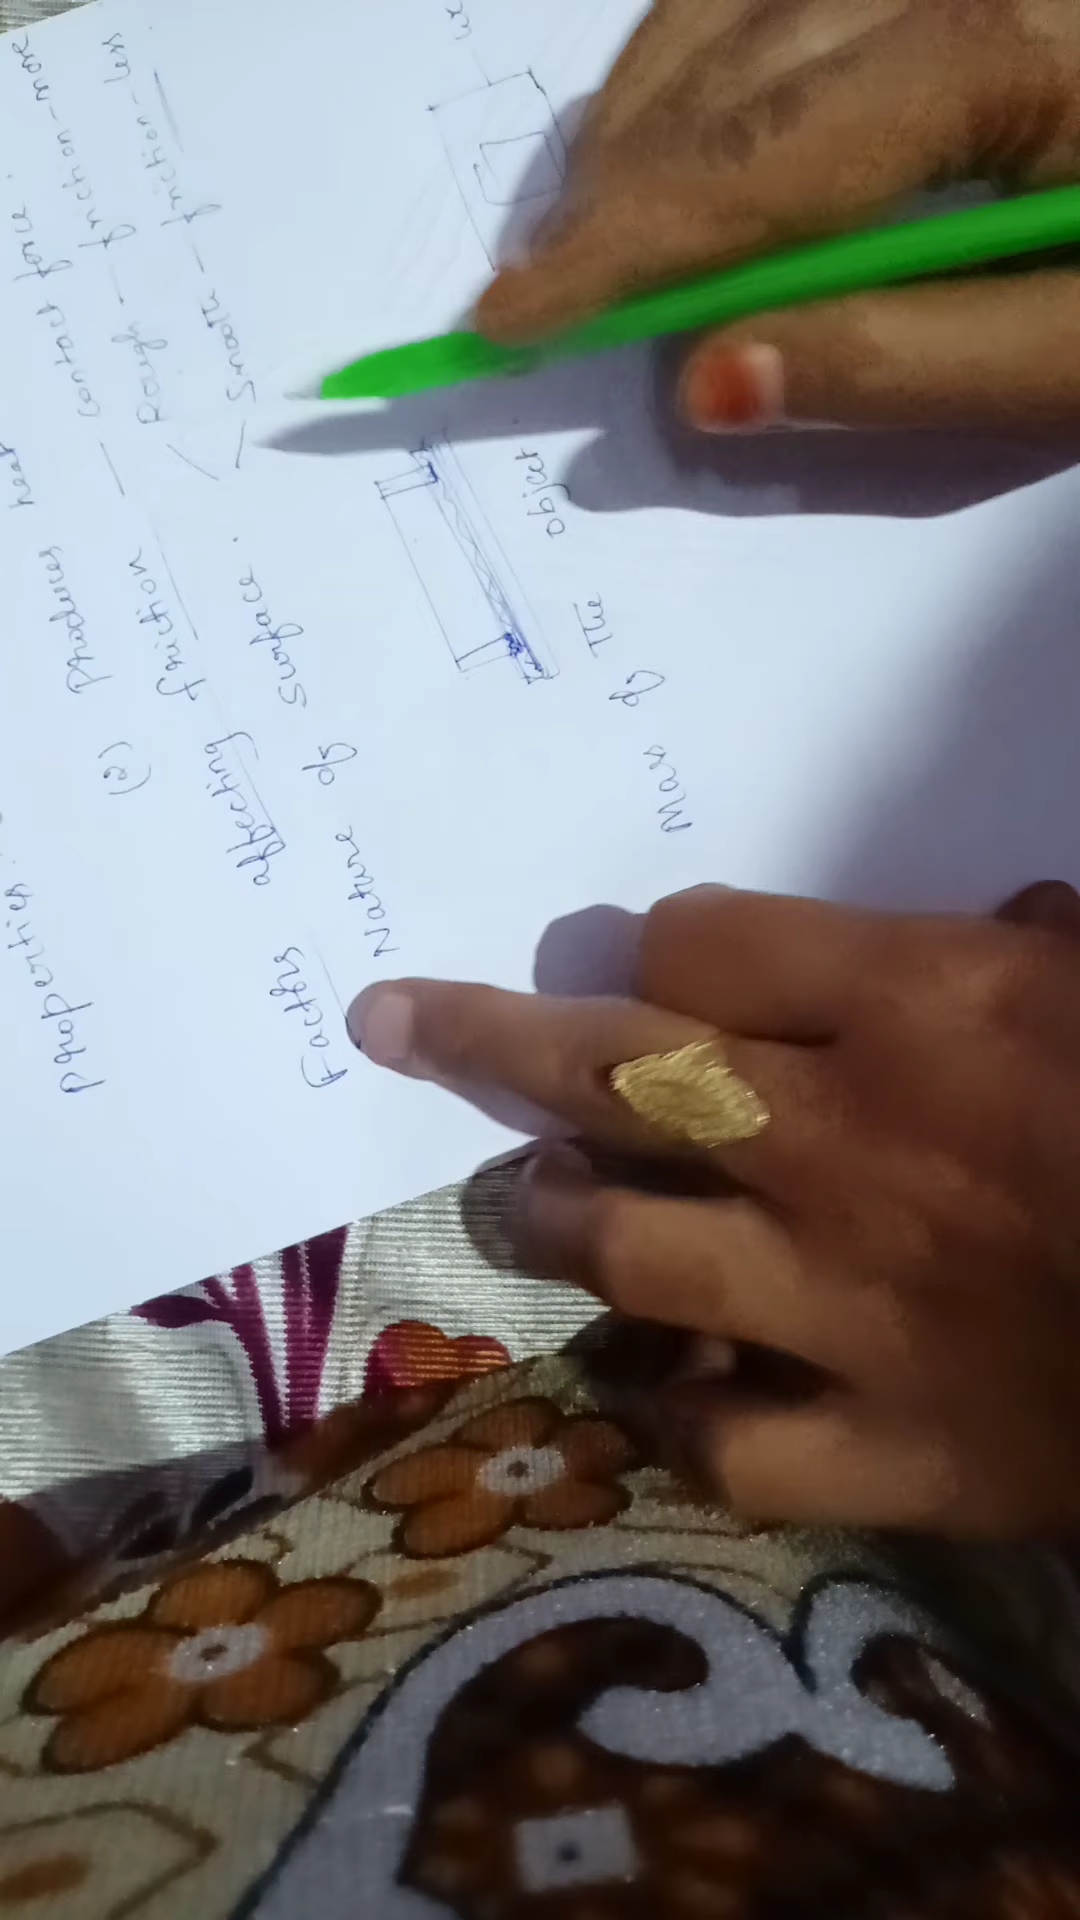 Properties
contact force.
(2) Produces heat
Factors affecting friction
Rough - friction - more
Nature of Surface.
Smooth - friction - less
Mass of The object